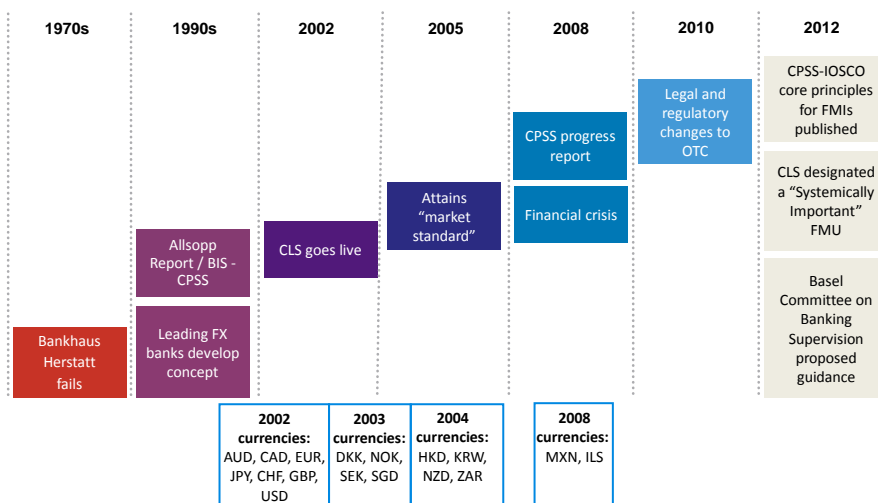 1970s
1990s
2002
2005
2008
2010
2012
Bankhaus
Herstatt
fails
Allsopp
Report / BIS -
CPSS
Leading FX
banks develop
concept
CLS goes live
Attains
“market
standard”
CPSS progress
report
Financial crisis
Legal and
regulatory
changes to
OTC
CPSS-IOSCO
core principles
for FMIs
published
CLS designated
a “Systemically
Important”
FMU
Basel
Committee on
Banking
Supervision
proposed
guidance
2002
currencies:
AUD, CAD, EUR,
JPY, CHF, GBP,
USD
2003
currencies:
DKK, NOK,
SEK, SGD
2004
currencies:
HKD, KRW,
NZD, ZAR
2008
currencies:
MXN, ILS